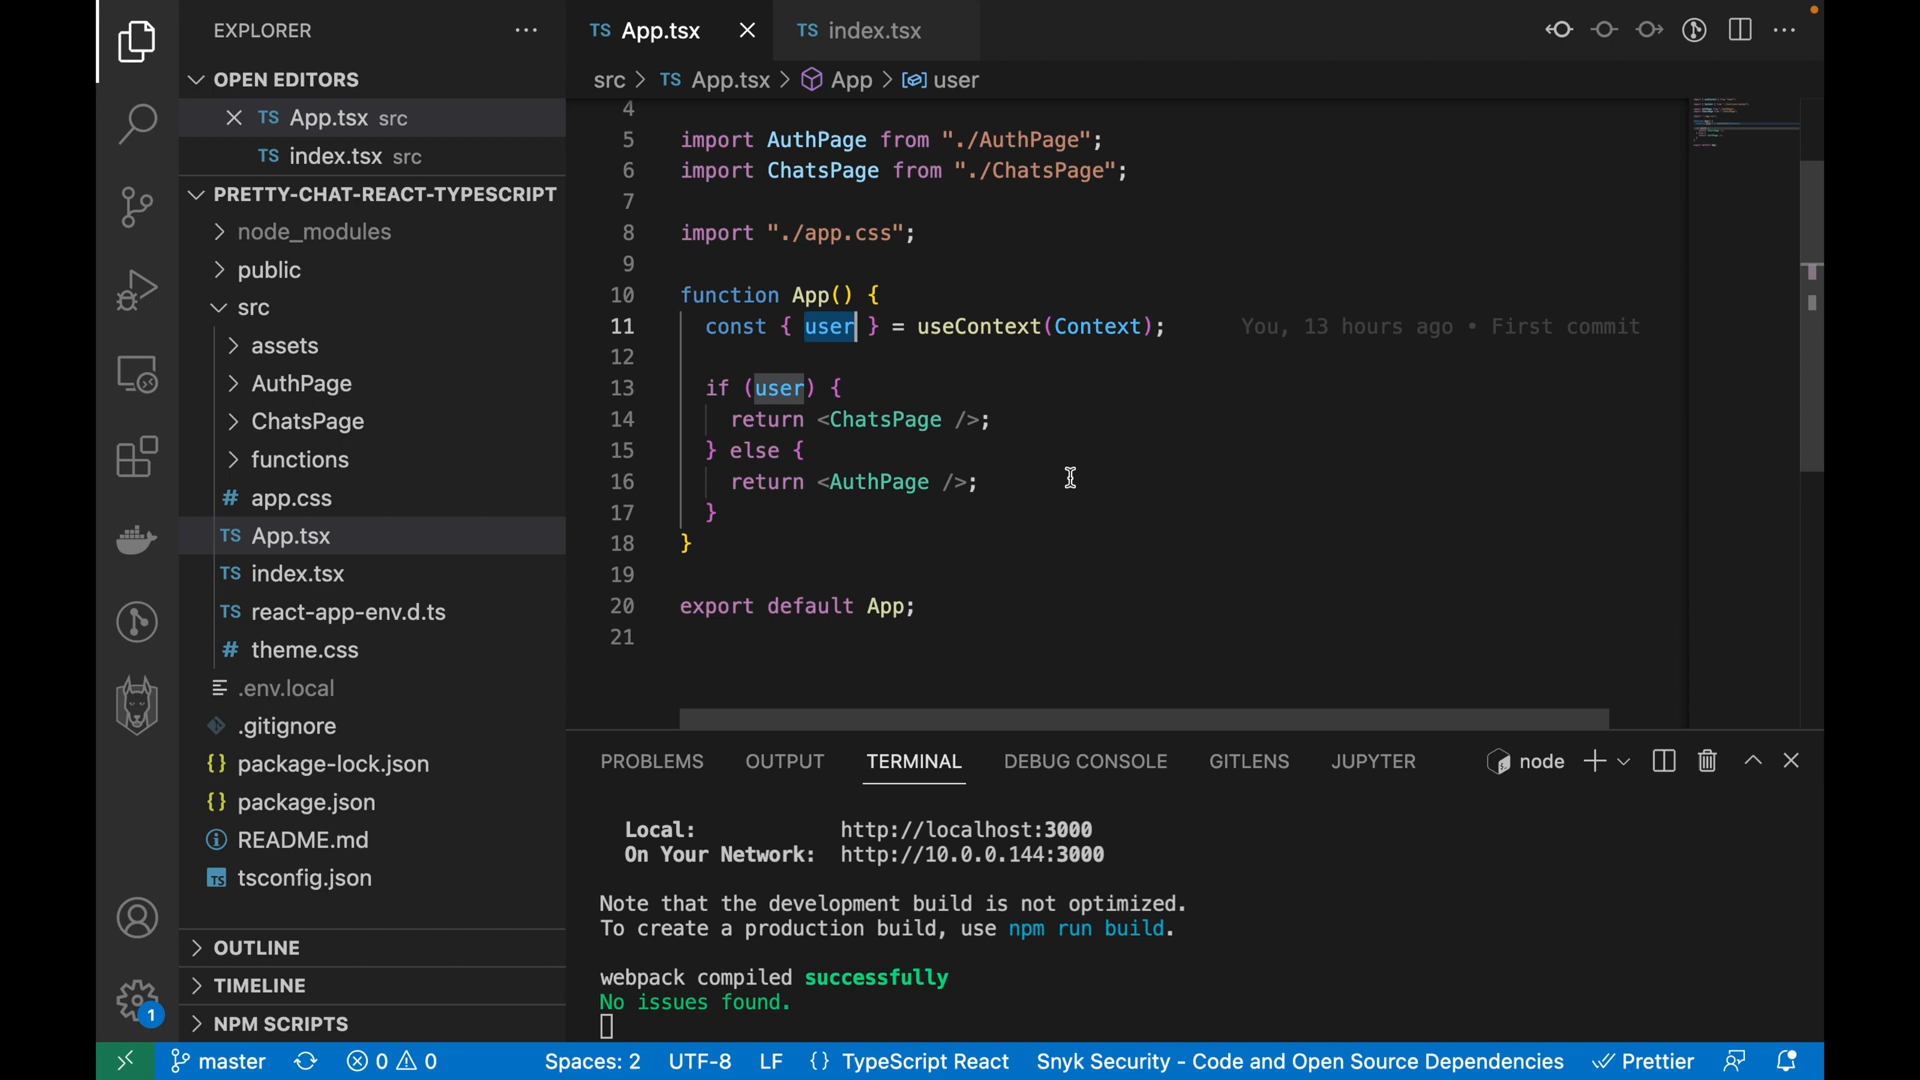 EXPLORER
OPEN EDITORS
TS App.tsx src
TS index.tsx src
PRETTY-CHAT-REACT-TYPESCRIPT
node_modules
public
src
assets
AuthPage
ChatsPage
functions
# app.css
TS App.tsx
TS index.tsx
TS react-app-env.d.ts
# theme.css
.env.local
.gitignore
{} package-lock.json
{} package.json
README.md
TS tsconfig.json
OUTLINE
TIMELINE
NPM SCRIPTS
1
TS App.tsx
TS index.tsx
src > TS App.tsx > App > user
4
5 import AuthPage from "./AuthPage";
6 import ChatsPage from "./ChatsPage";
7
8 import "./app.css";
9
10 function App() {
11 const { user } = useContext(Context); You, 13 hours ago • First commit
12
13 if (user) {
14 return <ChatsPage />;
15 } else {
16 return <AuthPage />;
17 }
18 }
19
20 export default App;
21
PROBLEMS OUTPUT TERMINAL DEBUG CONSOLE GITLENS JUPYTER node
Local: http://localhost:3000
On Your Network: http://10.0.0.144:3000
Note that the development build is not optimized.
To create a production build, use npm run build.
webpack compiled successfully
No issues found.
master 0 0 Spaces: 2 UTF-8 LF {} TypeScript React Snyk Security - Code and Open Source Dependencies Prettier